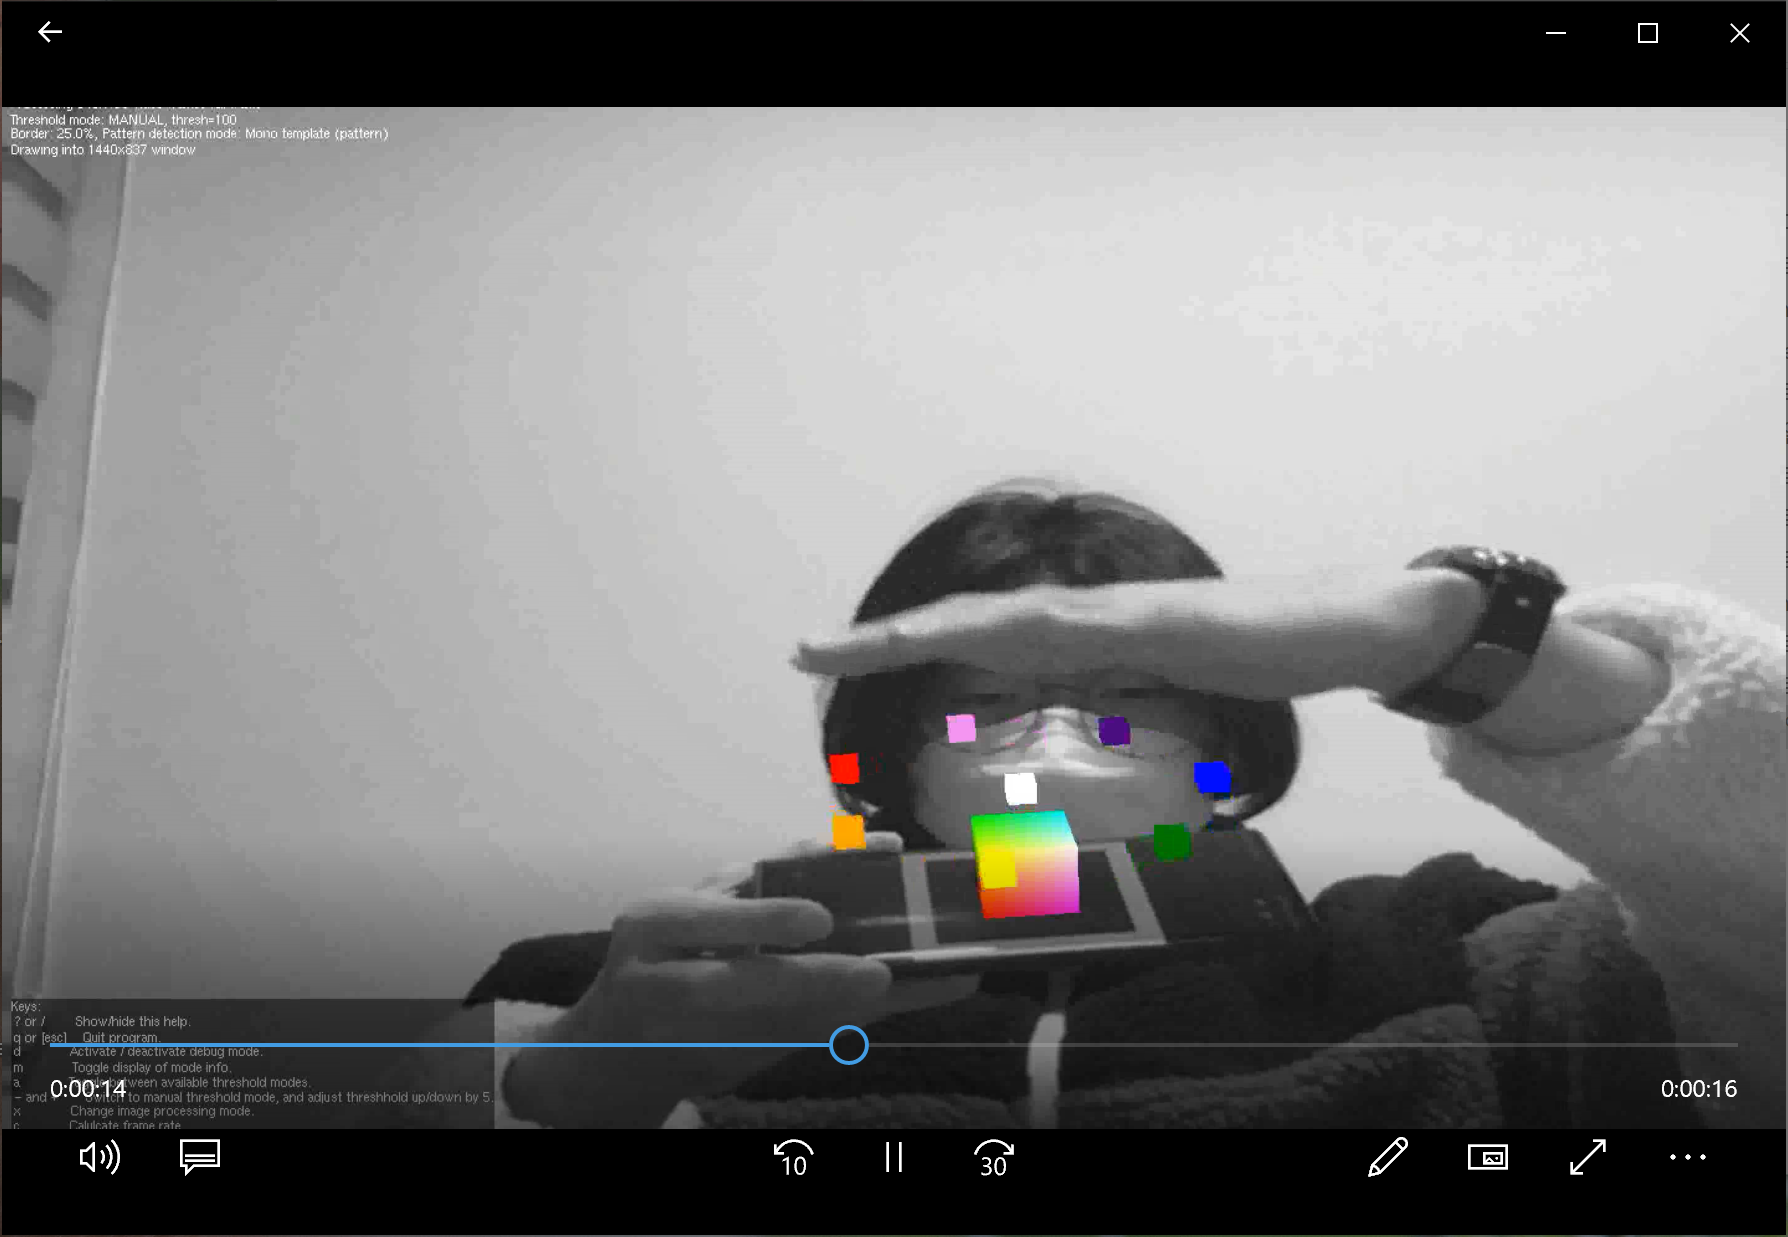 Threshold mode: MANUAL, thresh=100
Border: 25.0%, Pattern detection mode: Mono template (pattern)
Drawing into 1440x837 window
Keys:
? or / Show/hide this help.
q or [esc] Quit program.
d Activate / deactivate debug mode.
m Toggle display of mode info.
a Toggle between available threshold modes.
- and + Switch to manual threshold mode, and adjust threshhold up/down by 5.
x Change image processing mode.
c Calulcate frame rate.
0:00:14
0:00:16
10
30